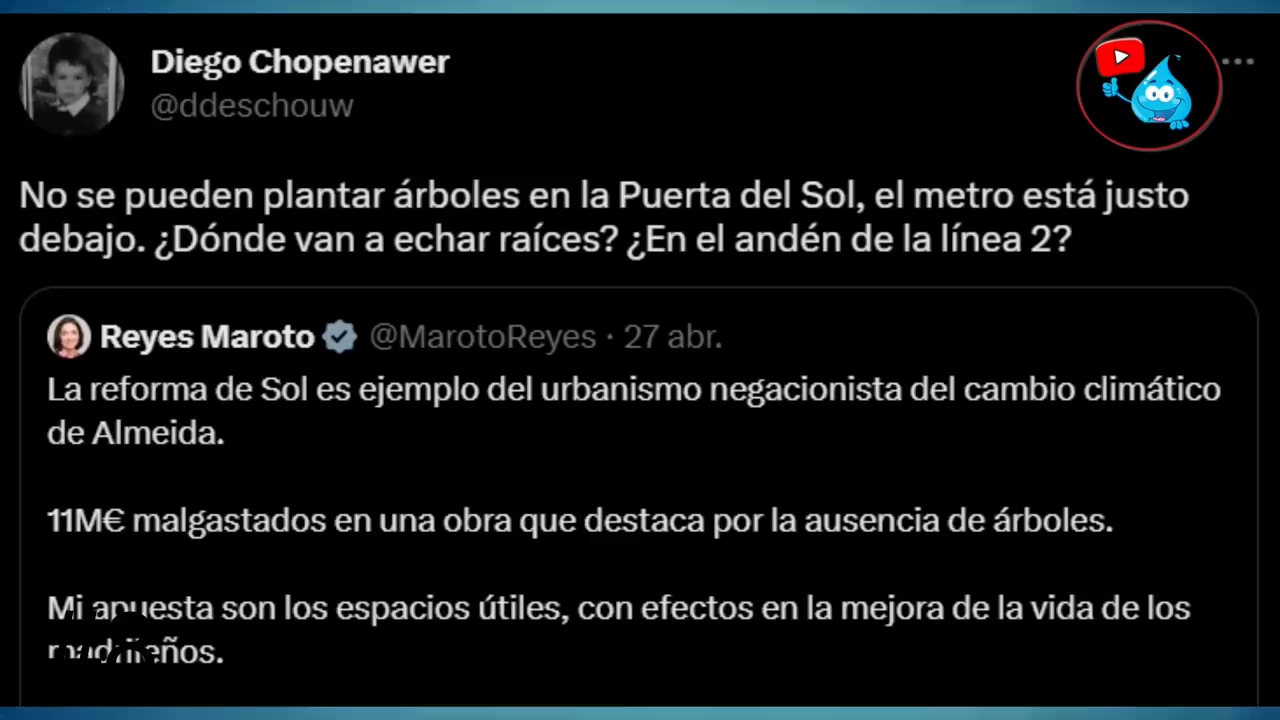 Diego Chopenawer
@ddeschouw
No se pueden plantar árboles en la Puerta del Sol, el metro está justo
debajo. ¿Dónde van a echar raíces? ¿En el andén de la línea 2?
Reyes Maroto @MarotoReyes · 27 abr.
La reforma de Sol es ejemplo del urbanismo negacionista del cambio climático
de Almeida.
11M€ malgastados en una obra que destaca por la ausencia de árboles.
Mi apuesta son los espacios útiles, con efectos en la mejora de la vida de los
madrileños.